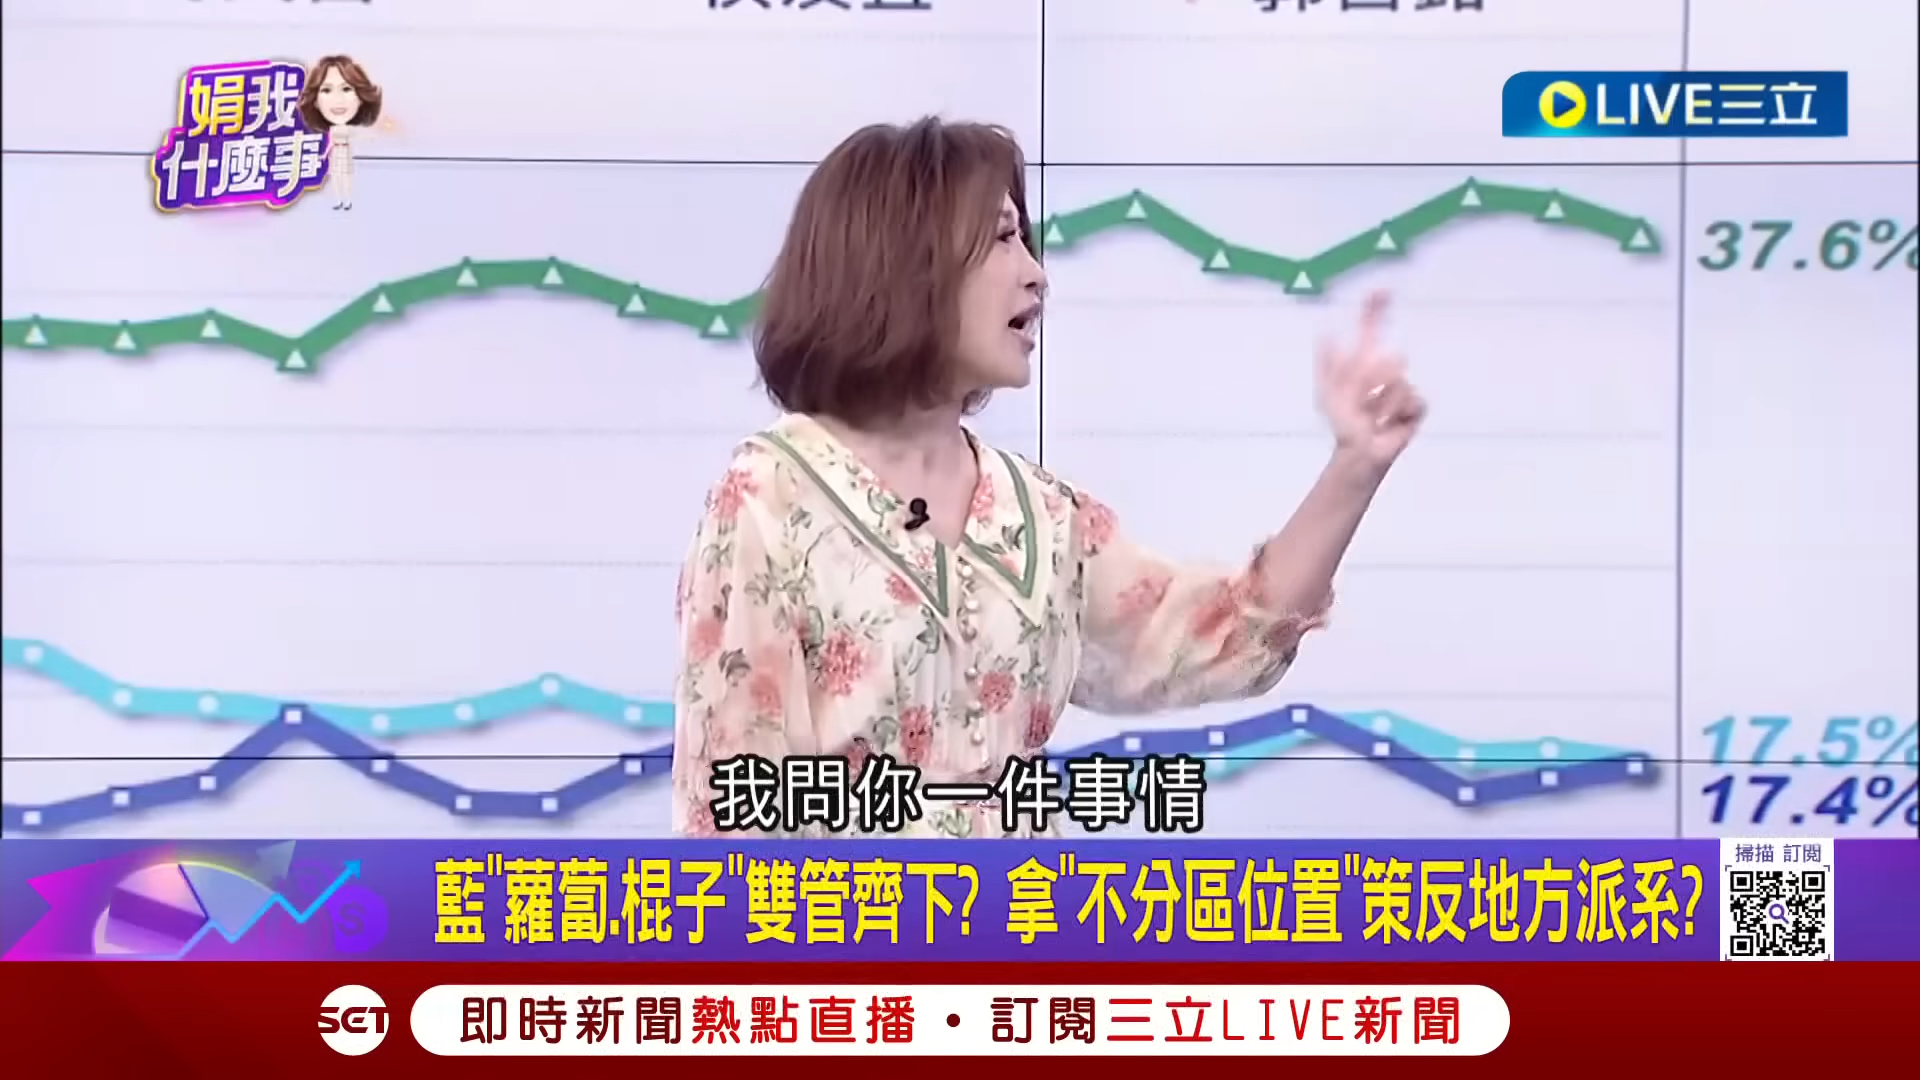 娟我
什麼事
LIVE三立
37.6%
17.5%
17.4%
我問你一件事情
藍"蘿蔔.棍子"雙管齊下? 拿"不分區位置"策反地方派系?
掃描 訂閱
SET
即時新聞熱點直播・訂閱三立LIVE新聞